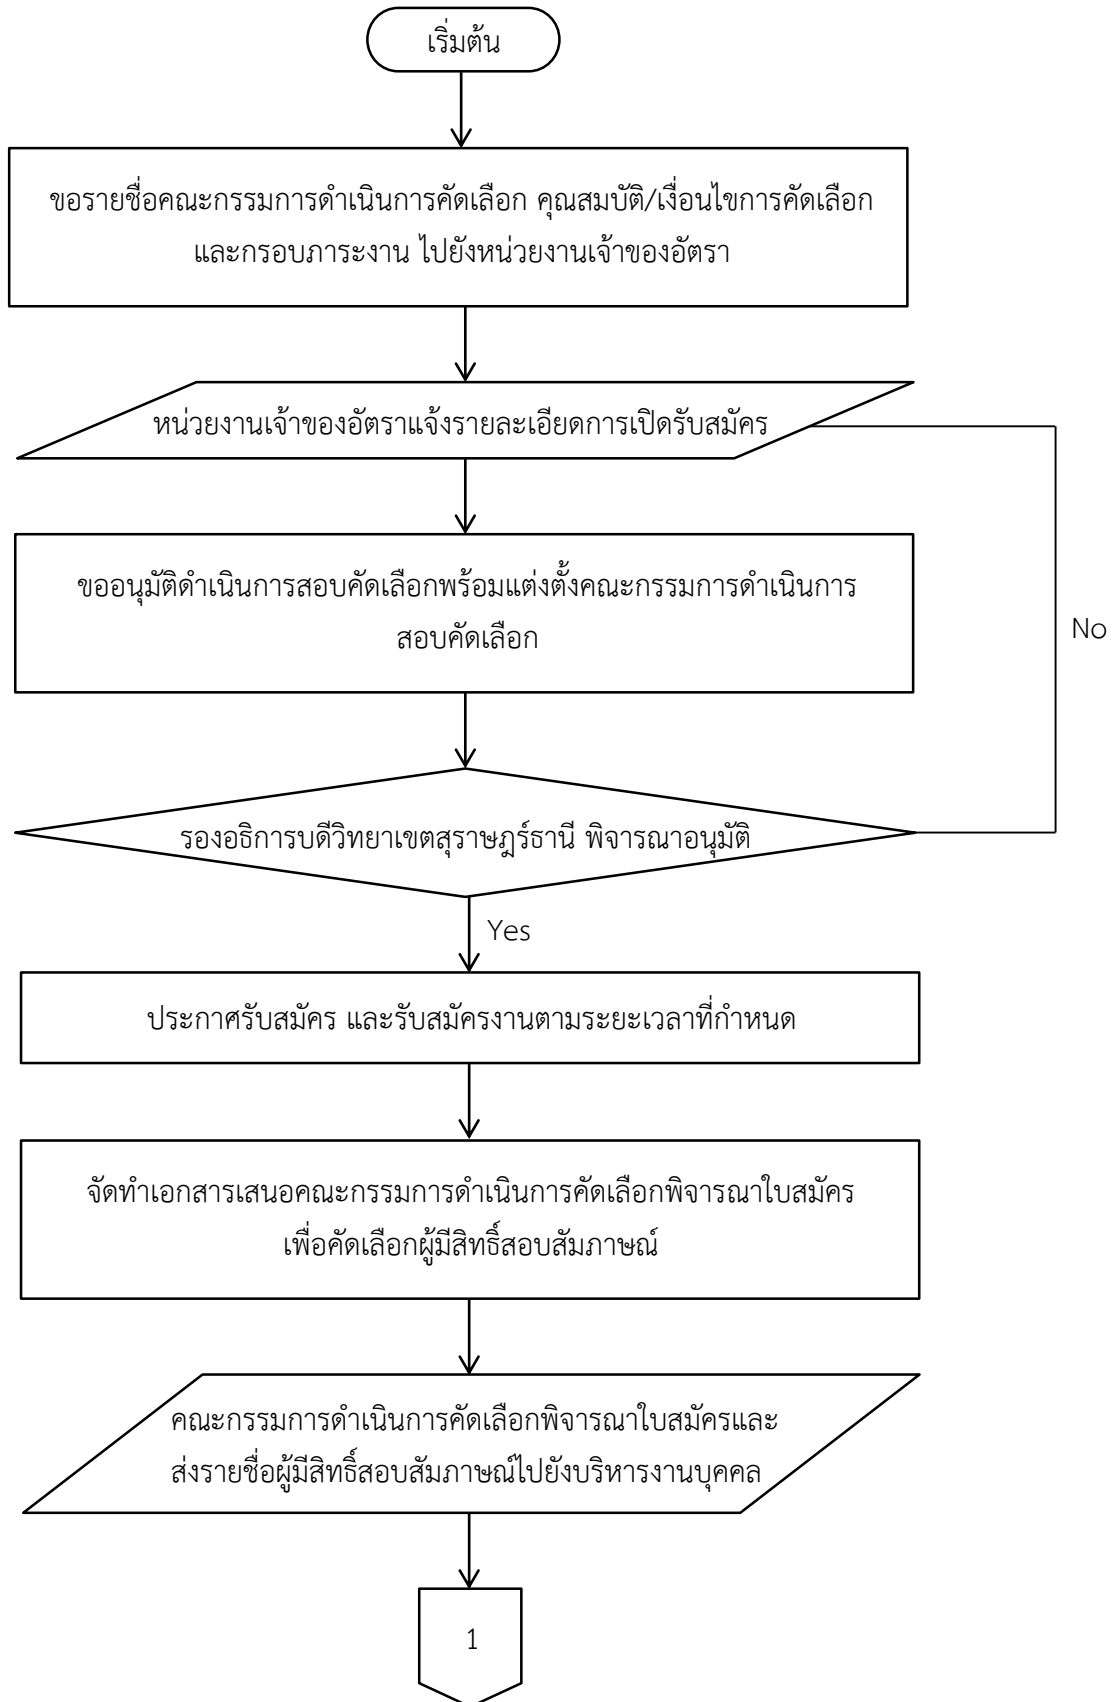 เริ่มต้น
ขอรายชื่อคณะกรรมการดำเนินการคัดเลือก คุณสมบัติ/เงื่อนไขการคัดเลือก
และกรอบภาระงาน ไปยังหน่วยงานเจ้าของอัตรา
หน่วยงานเจ้าของอัตราแจ้งรายละเอียดการเปิดรับสมัคร
ขออนุมัติดำเนินการสอบคัดเลือกพร้อมแต่งตั้งคณะกรรมการดำเนินการ
สอบคัดเลือก
No
รองอธิการบดีวิทยาเขตสุราษฎร์ธานี พิจารณาอนุมัติ
Yes
ประกาศรับสมัคร และรับสมัครงานตามระยะเวลาที่กำหนด
จัดทำเอกสารเสนอคณะกรรมการดำเนินการคัดเลือกพิจารณาใบสมัคร
เพื่อคัดเลือกผู้มีสิทธิ์สอบสัมภาษณ์
คณะกรรมการดำเนินการคัดเลือกพิจารณาใบสมัครและ
ส่งรายชื่อผู้มีสิทธิ์สอบสัมภาษณ์ไปยังบริหารงานบุคคล
1